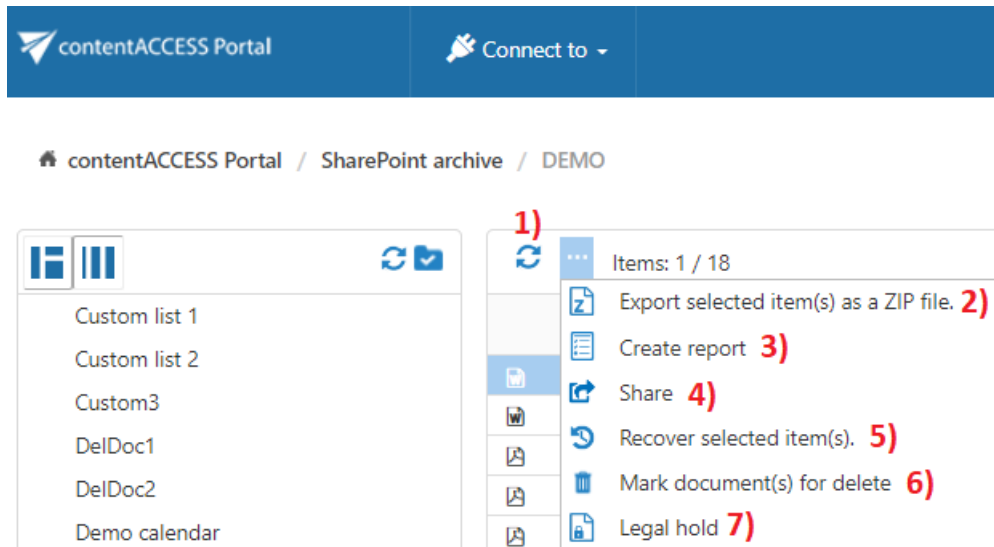 contentACCESS Portal
Connect to
contentACCESS Portal / SharePoint archive / DEMO
1)
Items: 1 / 18
Custom list 1
Custom list 2
Custom3
DelDoc1
DelDoc2
Demo calendar
Export selected item(s) as a ZIP file. 2)
Create report 3)
Share 4)
Recover selected item(s). 5)
Mark document(s) for delete 6)
Legal hold 7)